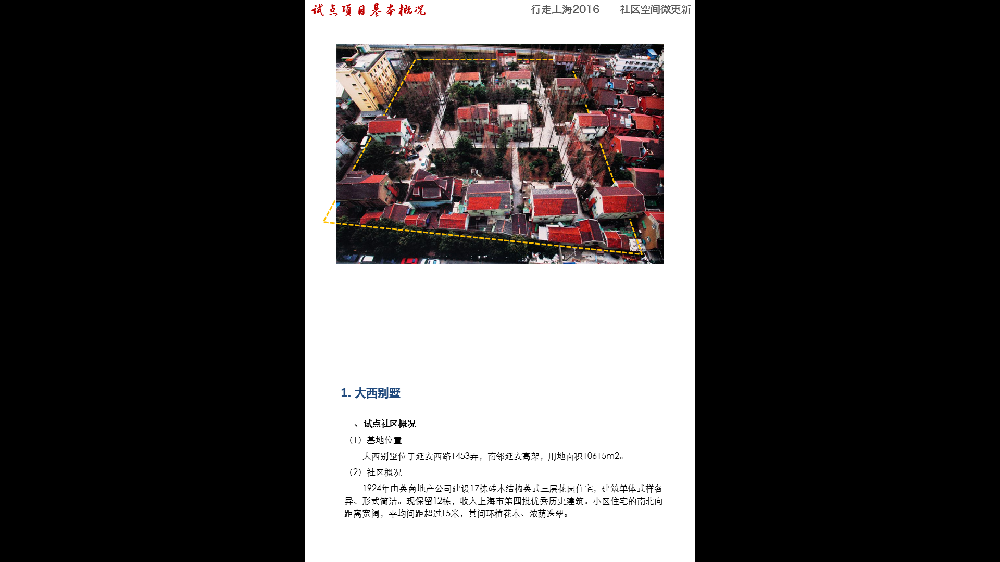 试点项目基本概况
行走上海2016——社区空间微更新
1. 大西别墅
一、试点社区概况
（1）基地位置
大西别墅位于延安西路1453弄，南邻延安高架，用地面积10615m2。
（2）社区概况
1924年由英商地产公司建设17栋砖木结构英式三层花园住宅，建筑单体式样各
异、形式简洁。现保留12栋，收入上海市第四批优秀历史建筑。小区住宅的南北向
距离宽阔，平均间距超过15米，其间环植花木、浓荫迭翠。